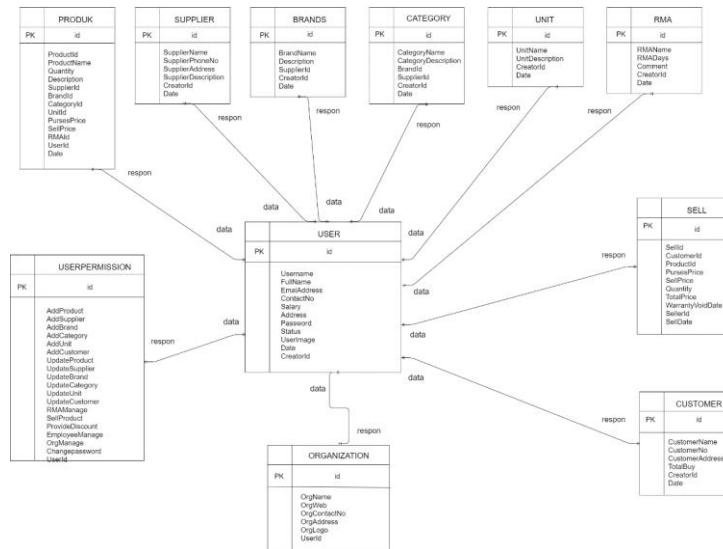 PRODUK
PK id
ProductId
ProductName
Quantity
Description
SupplierId
BrandId
CategoryId
UnitId
PursesPrice
SellPrice
RMAId
UserId
Date
SUPPLIER
PK id
SupplierName
SupplierPhoneNo
SupplierAddress
SupplierDescription
CreatorId
Date
BRANDS
PK id
BrandName
Description
SupplierId
CreatorId
Date
CATEGORY
PK id
CategoryName
CategoryDescription
BrandId
SupplierId
CreatorId
Date
UNIT
PK id
UnitName
UnitDescription
CreatorId
Date
RMA
PK id
RMAName
RMADays
Comment
CreatorId
Date
respon
respon
respon
respon
respon
respon
data
data
data
data
data
data
USER
PK id
Username
FullName
EmalAddress
ContactNo
Salary
Address
Password
Status
UserImage
Date
CreatorId
SELL
PK id
SellId
CustomerId
ProductId
PursesPrice
SellPrice
Quantity
TotalPrice
WarrantyVoidDate
SellerId
SellDate
respon
data
USERPERMISSION
PK id
AddProduct
AddSupplier
AddBrand
AddCategory
AddUnit
AddCustomer
UpdateProduct
UpdateSupplier
UpdateBrand
UpdateCategory
UpdateUnit
UpdateCustomer
RMAManage
SellProduct
ProvideDiscount
EmployeeManage
OrgManage
Changepassword
UserId
respon
data
data
respon
CUSTOMER
PK id
CustomerName
CustomerNo
CustomerAddress
TotalBuy
CreatorId
Date
data
respon
ORGANIZATION
PK id
OrgName
OrgWeb
OrgContactNo
OrgAddress
OrgLogo
UserId